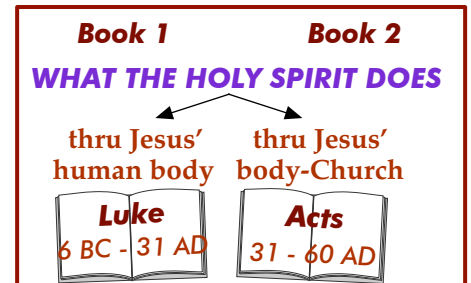 Book 1 Book 2
WHAT THE HOLY SPIRIT DOES
thru Jesus’ thru Jesus’
human body body-Church
Luke Acts
6 BC - 31 AD 31 - 60 AD